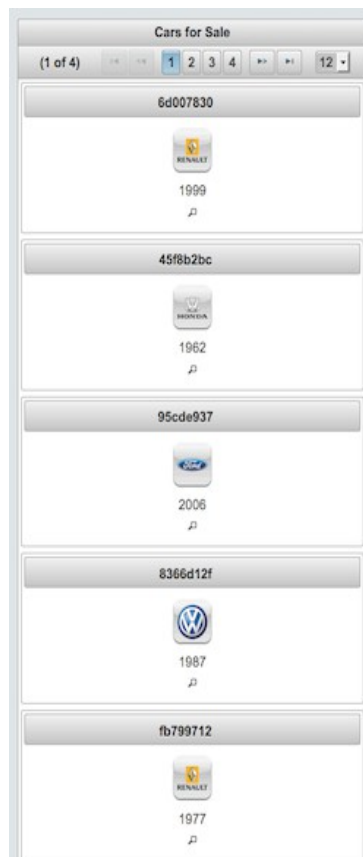 Cars for Sale
(1 of 4) 1 2 3 4 12
6d007830
RENAULT
1999
45f8b2bc
HONDA
1962
95cde937
Ford
2006
8366d12f
1987
fb799712
RENAULT
1977